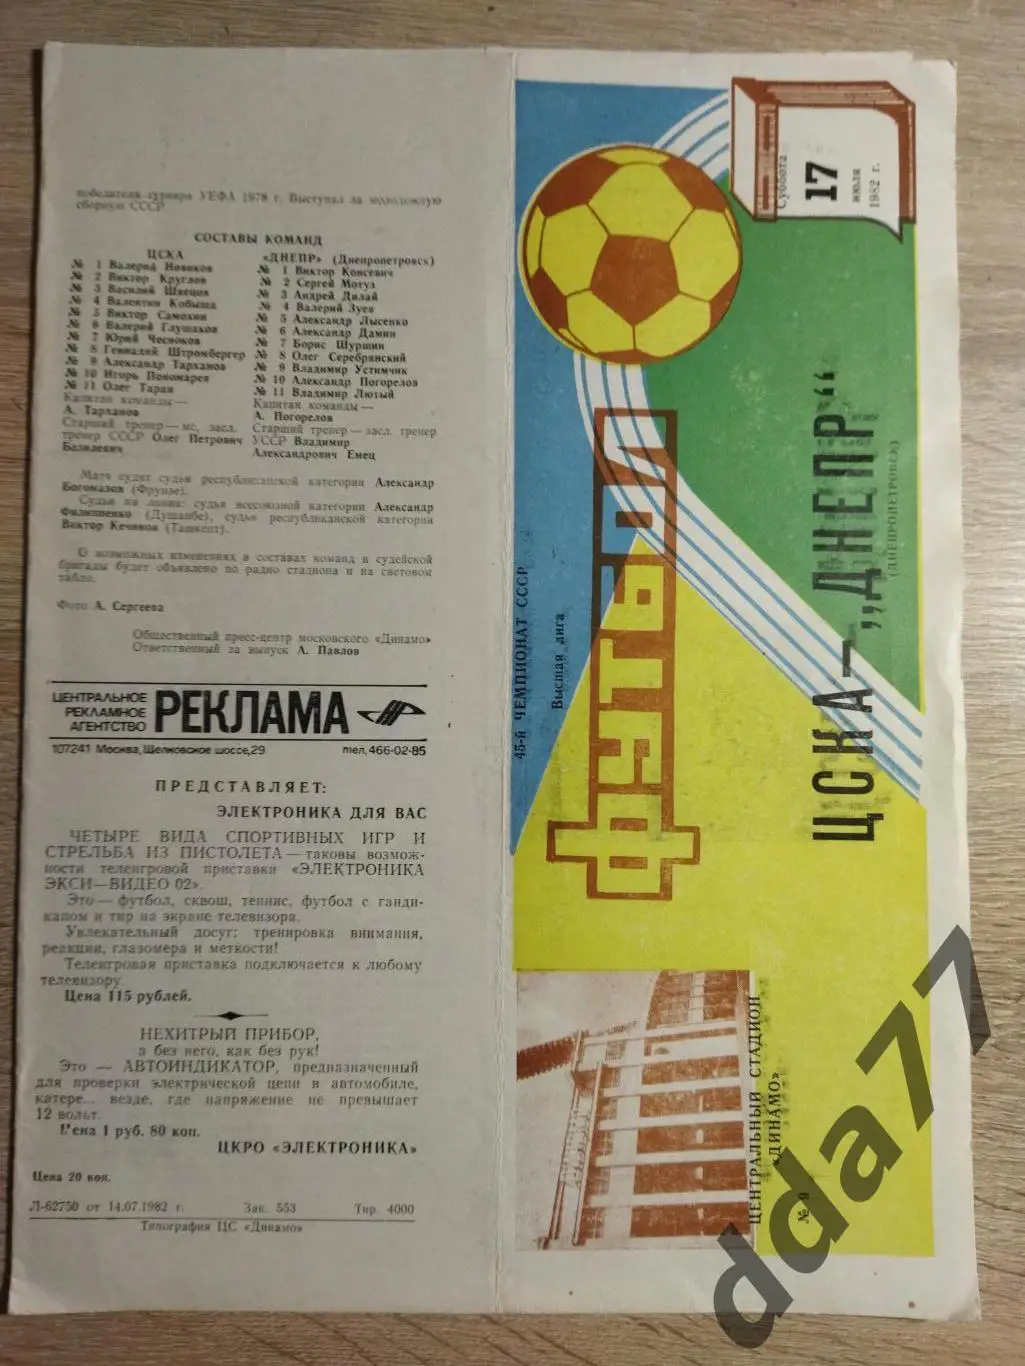 победителя турнира УЕФА 1978 г. Выступал за молодежную
сборную СССР
СОСТАВЫ КОМАНД
ЦСКА
№ 1 Валерий Новиков
№ 2 Виктор Круглов
№ 3 Василий Швецов
№ 4 Валентин Кобыща
№ 5 Виктор Самохин
№ 6 Валерий Глушаков
№ 7 Юрий Чесноков
№ 8 Геннадий Штромбергер
№ 9 Александр Тарханов
№ 10 Игорь Пономарев
№ 11 Олег Таран
Капитан команды —
А. Тарханов
Старший тренер — мс, засл.
тренер СССР Олег Петрович
Базилевич
«ДНЕПР» (Днепропетровск)
№ 1 Виктор Консевич
№ 2 Сергей Мотуз
№ 3 Андрей Дилай
№ 4 Валерий Зуев
№ 5 Александр Лысенко
№ 6 Александр Дамин
№ 7 Борис Шуршин
№ 8 Олег Серебрянский
№ 9 Владимир Устимчик
№ 10 Александр Погорелов
№ 11 Владимир Лютый
Капитан команды —
А. Погорелов
Старший тренер — засл. тренер
УССР Владимир
Александрович Емец
Матч судит судья республиканской категории Александр
Богомазов (Фрунзе).
Судьи на линии: судья всесоюзной категории Александр
Филиппенко (Душанбе), судья республиканской категории
Виктор Кечинов (Ташкент).
О возможных изменениях в составах команд и судейской
бригады будет объявлено по радио стадиона и на световом
табло.
Фото А. Сергеева
Общественный пресс-центр московского «Динамо»
Ответственный за выпуск А. Павлов
ЦЕНТРАЛЬНОЕ
РЕКЛАМНОЕ
АГЕНТСТВО
РЕКЛАМА
107241 Москва, Щелковское шоссе, 29 тел. 466-02-85
ПРЕДСТАВЛЯЕТ:
ЭЛЕКТРОНИКА ДЛЯ ВАС
ЧЕТЫРЕ ВИДА СПОРТИВНЫХ ИГР И
СТРЕЛЬБА ИЗ ПИСТОЛЕТА — таковы возмож-
ности телеигровой приставки «ЭЛЕКТРОНИКА
ЭКСИ—ВИДЕО 02».
Это — футбол, сквош, теннис, футбол с ганди-
капом и тир на экране телевизора.
Увлекательный досуг: тренировка внимания,
реакции, глазомера и меткости!
Телеигровая приставка подключается к любому
телевизору.
Цена 115 рублей.
НЕХИТРЫЙ ПРИБОР,
а без него, как без рук!
Это — АВТОИНДИКАТОР, предназначенный
для проверки электрической цепи в автомобиле,
катере... везде, где напряжение не превышает
12 вольт.
Цена 1 руб. 80 коп.
ЦКРО «ЭЛЕКТРОНИКА»
Цена 20 коп.
Л-62750 от 14.07.1982 г. Зак. 553 Тир. 4000
Типография ЦС «Динамо»
Суббота
17
июля
1982 г.
45-й ЧЕМПИОНАТ СССР
Высшая лига
ФУТБОЛ
ЦСКА — „ДНЕПР“
(ДНЕПРОПЕТРОВСК)
ЦЕНТРАЛЬНЫЙ СТАДИОН
«ДИНАМО»
№ 9
dda77